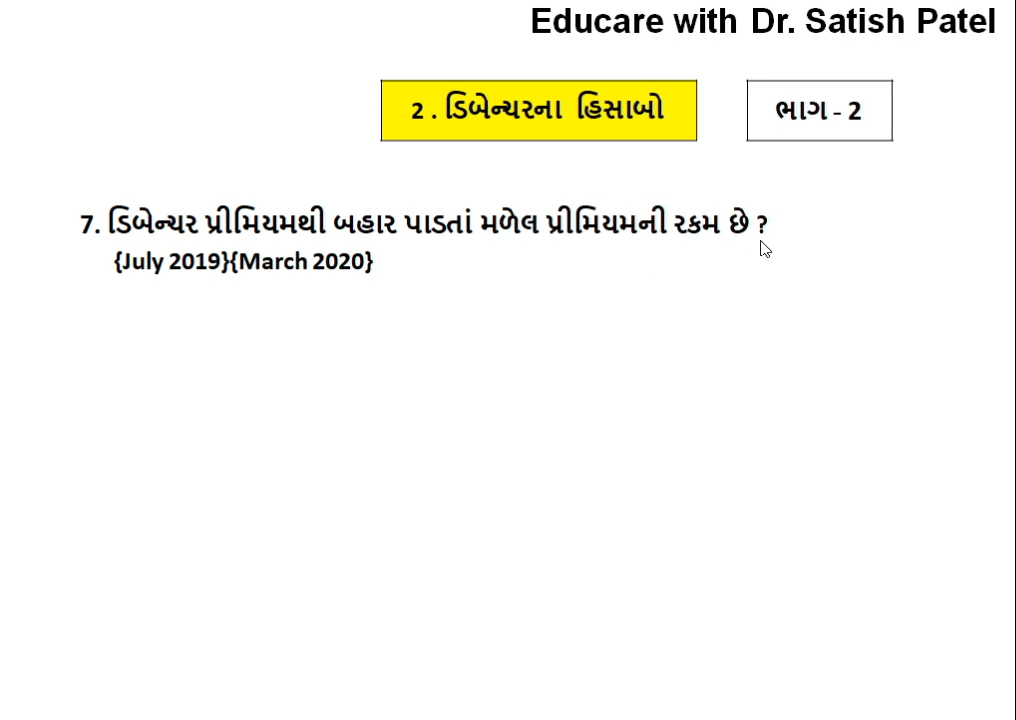 Educare with Dr. Satish Patel
2 . ડિબેન્ચરના હિસાબો
ભાગ - 2
7. ડિબેન્ચર પ્રીમિયમથી બહાર પાડતાં મળેલ પ્રીમિયમની રકમ છે ?
{July 2019}{March 2020}